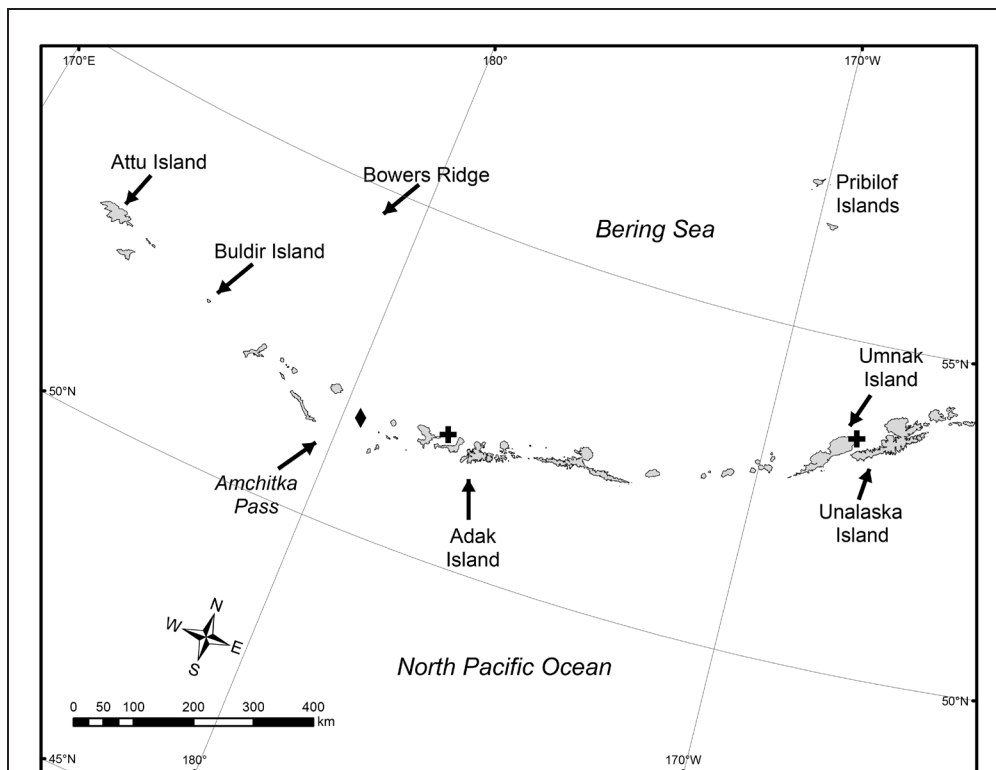 170°E
180°
170°W
Attu Island
Bowers Ridge
Pribilof
Islands
Bering Sea
Buldir Island
Umnak
Island
55°N
50°N
Amchitka
Pass
Adak
Island
Unalaska
Island
N
W
E
S
North Pacific Ocean
50°N
0 50 100 200 300 400
km
45°N
180°
170°W